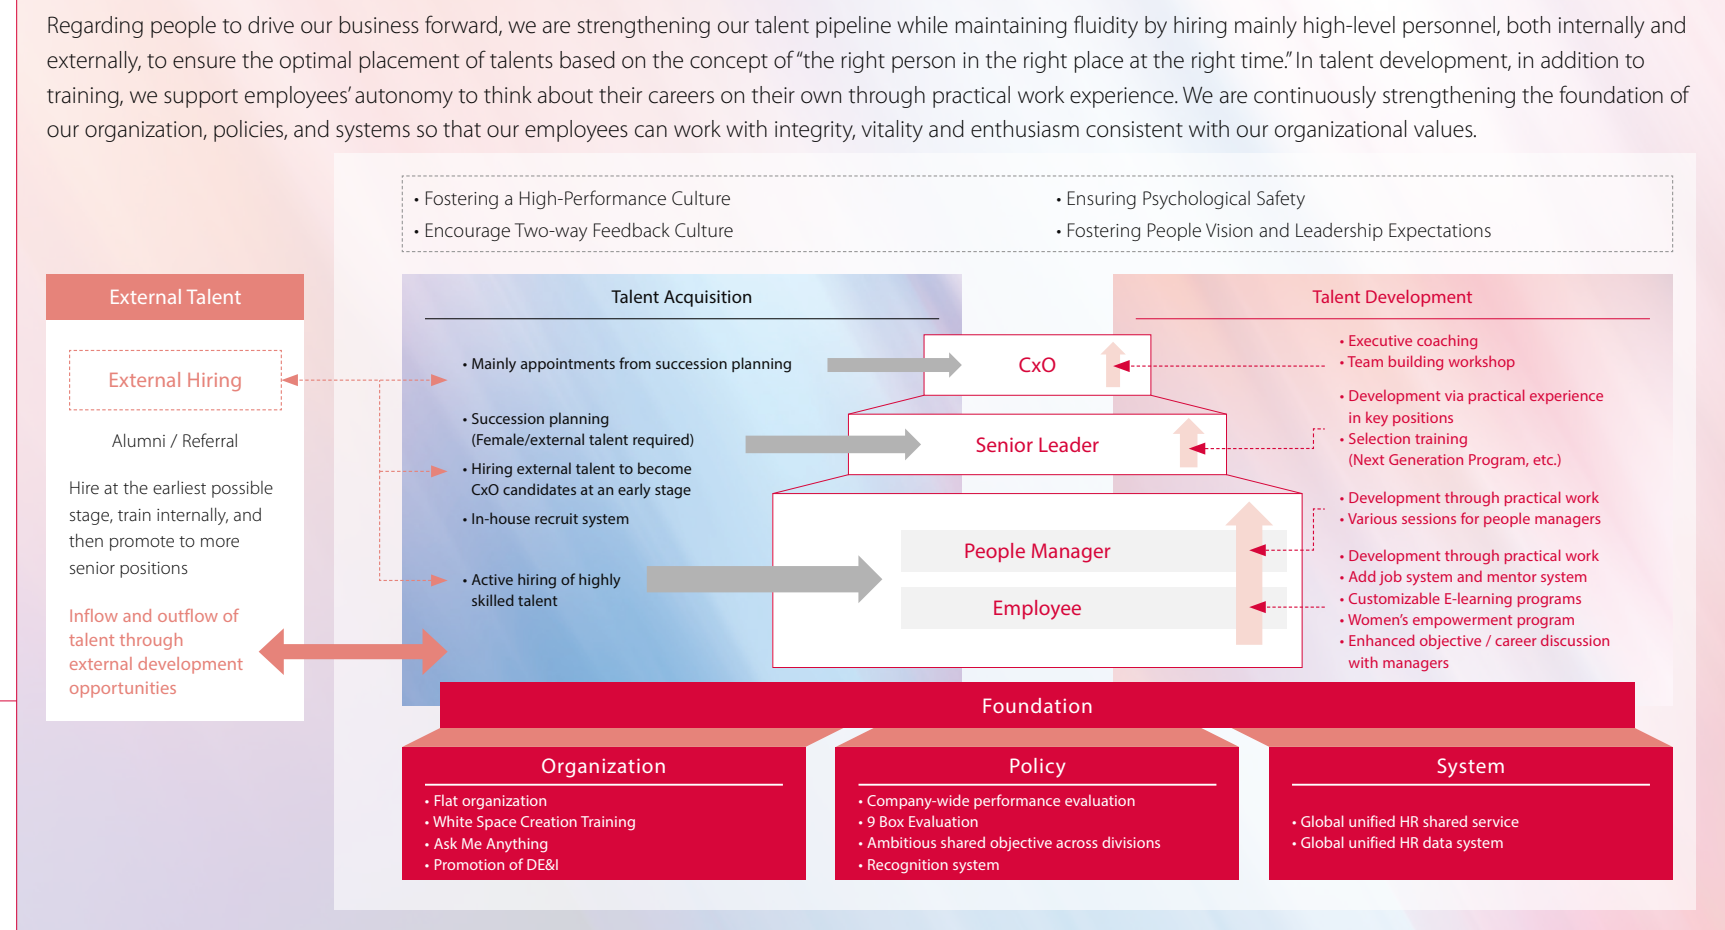 Regarding people to drive our business forward, we are strengthening our talent pipeline while maintaining fluidity by hiring mainly high-level personnel, both internally and
externally, to ensure the optimal placement of talents based on the concept of “the right person in the right place at the right time.” In talent development, in addition to
training, we support employees’ autonomy to think about their careers on their own through practical work experience. We are continuously strengthening the foundation of
our organization, policies, and systems so that our employees can work with integrity, vitality and enthusiasm consistent with our organizational values.
• Fostering a High-Performance Culture
• Encourage Two-way Feedback Culture
• Ensuring Psychological Safety
• Fostering People Vision and Leadership Expectations
External Talent
External Hiring
Alumni / Referral
Hire at the earliest possible
stage, train internally, and
then promote to more
senior positions
Inflow and outflow of
talent through
external development
opportunities
Talent Acquisition
• Mainly appointments from succession planning
• Succession planning
(Female/external talent required)
• Hiring external talent to become
CxO candidates at an early stage
• In-house recruit system
• Active hiring of highly
skilled talent
CxO
Senior Leader
People Manager
Employee
Talent Development
• Executive coaching
• Team building workshop
• Development via practical experience
in key positions
• Selection training
(Next Generation Program, etc.)
• Development through practical work
• Various sessions for people managers
• Development through practical work
• Add job system and mentor system
• Customizable E-learning programs
• Women’s empowerment program
• Enhanced objective / career discussion
with managers
Foundation
Organization
• Flat organization
• White Space Creation Training
• Ask Me Anything
• Promotion of DE&I
Policy
• Company-wide performance evaluation
• 9 Box Evaluation
• Ambitious shared objective across divisions
• Recognition system
System
• Global unified HR shared service
• Global unified HR data system